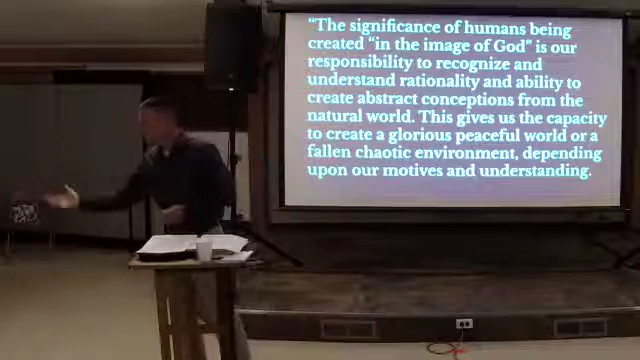 “The significance of humans being
created “in the image of God” is our
responsibility to recognize and
understand rationality and ability to
create abstract conceptions from the
natural world. This gives us the capacity
to create a glorious peaceful world or a
fallen chaotic environment, depending
upon our motives and understanding.